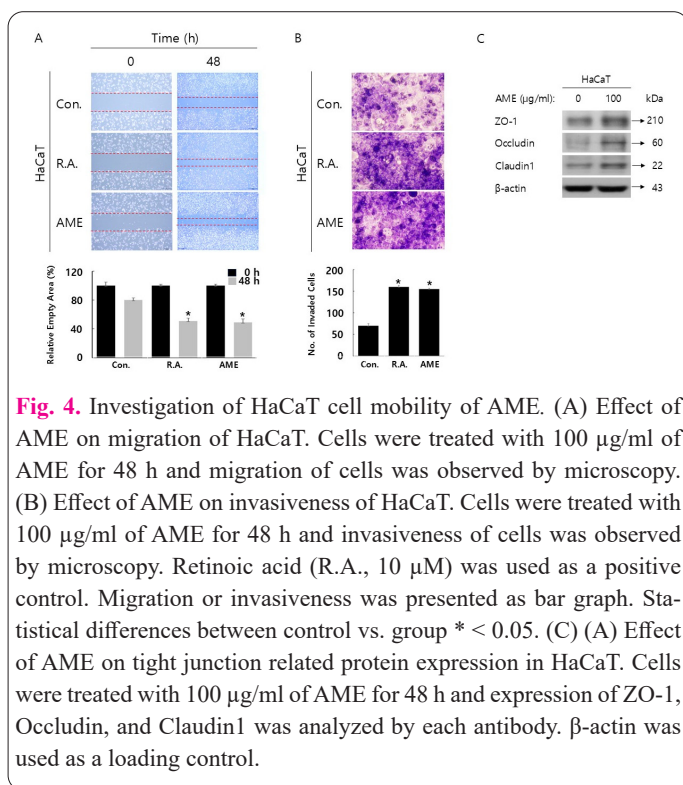 A
Time (h)
0 48
HaCaT
Con.
R.A.
AME
Relative Empty Area (%)
120
80
40
0
0 h
48 h
* *
Con. R.A. AME
B
HaCaT
Con.
R.A.
AME
No. of Invaded Cells
200
150
100
50
0
* *
Con. R.A. AME
C
HaCaT
AME (µg/ml): 0 100 kDa
ZO-1 → 210
Occludin → 60
Claudin1 → 22
β-actin → 43
Fig. 4. Investigation of HaCaT cell mobility of AME. (A) Effect of
AME on migration of HaCaT. Cells were treated with 100 µg/ml of
AME for 48 h and migration of cells was observed by microscopy.
(B) Effect of AME on invasiveness of HaCaT. Cells were treated with
100 µg/ml of AME for 48 h and invasiveness of cells was observed
by microscopy. Retinoic acid (R.A., 10 µM) was used as a positive
control. Migration or invasiveness was presented as bar graph. Sta-
tistical differences between control vs. group * < 0.05. (C) (A) Effect
of AME on tight junction related protein expression in HaCaT. Cells
were treated with 100 µg/ml of AME for 48 h and expression of ZO-1,
Occludin, and Claudin1 was analyzed by each antibody. β-actin was
used as a loading control.